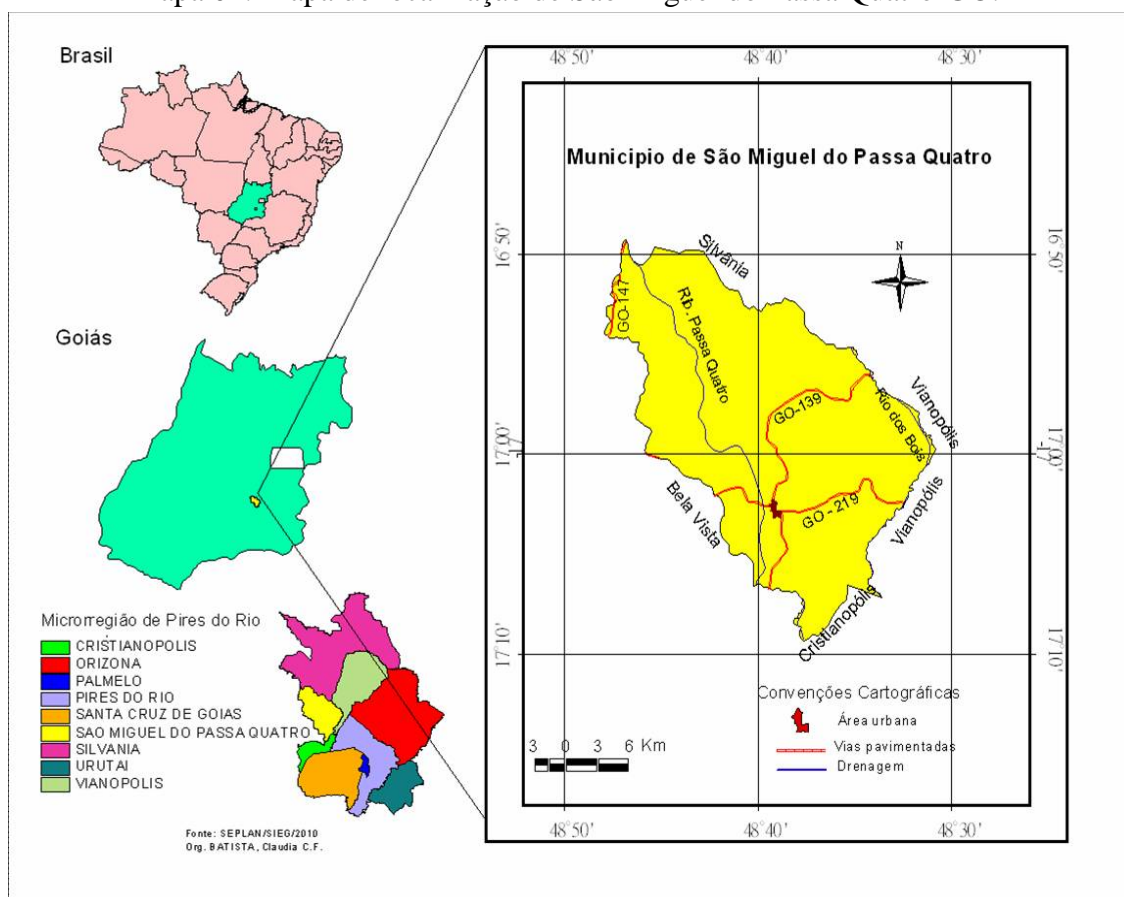 Brasil
Goiás
Microrregião de Pires do Rio
CRISTIANOPOLIS
ORIZONA
PALMELO
PIRES DO RIO
SANTA CRUZ DE GOIAS
SAO MIGUEL DO PASSA QUATRO
SILVANIA
URUTAI
VIANOPOLIS
Fonte: SEPLAN/SIEG/2010
Org. BATISTA, Claudia C.F.
48°50'
48°40'
48°30'
Municipio de São Miguel do Passa Quatro
16°50'
16°50'
Silvânia
N
GO-147
Rib. Passa Quatro
GO-139
Vianopólis
Rio dos Bois
17°00'
17°00'
Bela Vista
GO - 219
Vianopólis
Cristianopólis
17°10'
17°10'
Convenções Cartográficas
Área urbana
Vias pavimentadas
Drenagem
3 0 3 6 Km
48°50'
48°40'
48°30'